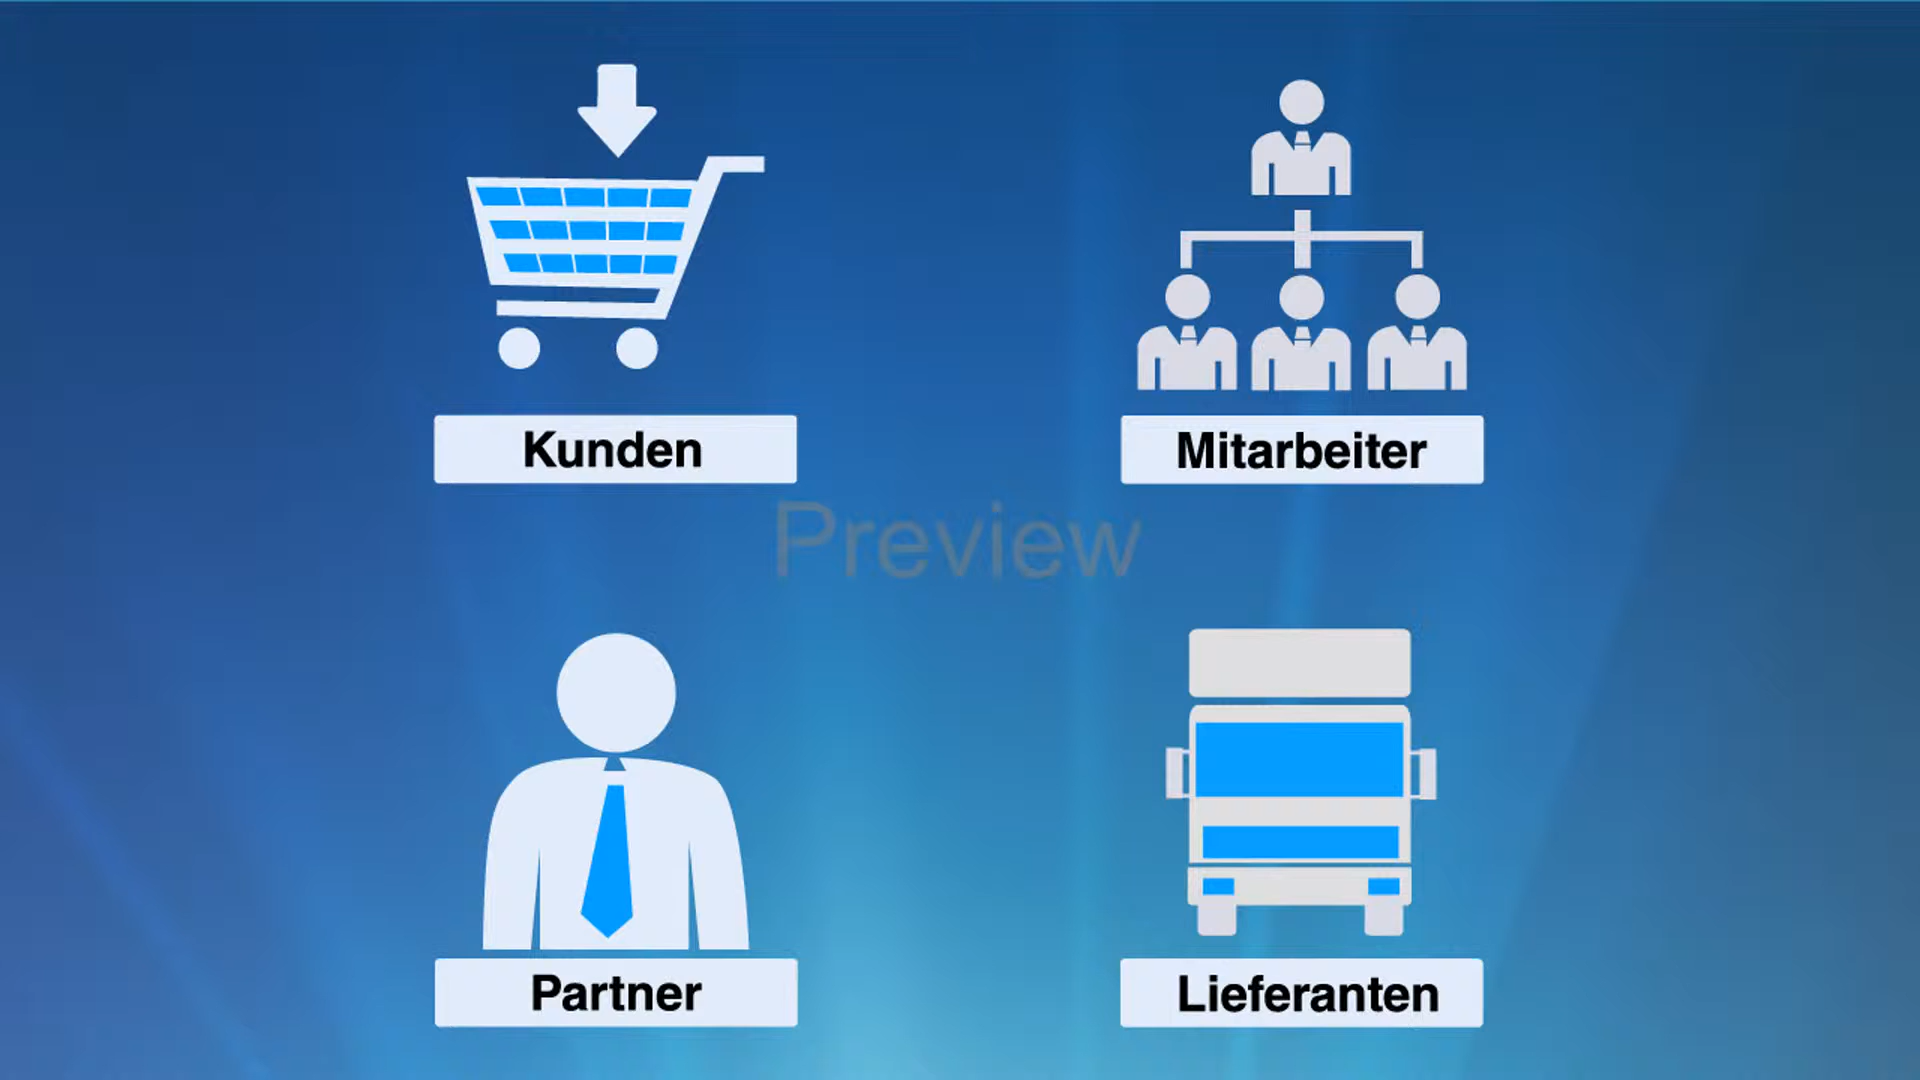 Kunden
Mitarbeiter
Preview
Partner
Lieferanten